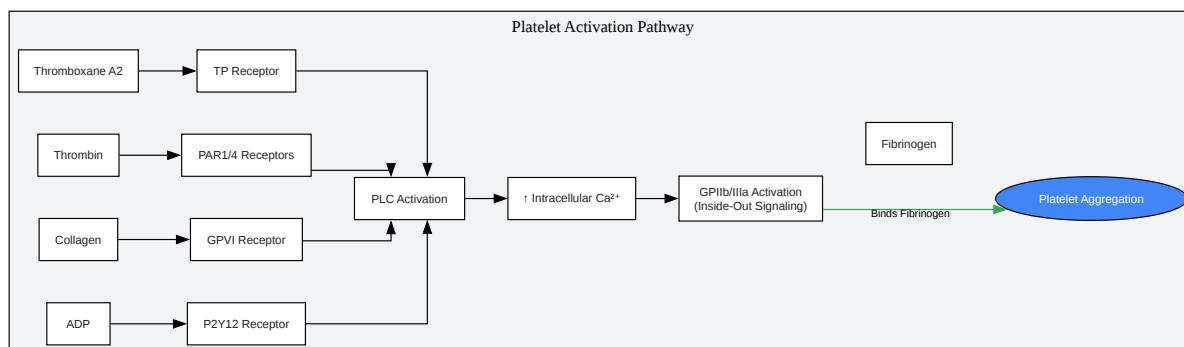 Platelet Activation Pathway
Thromboxane A2
TP Receptor
Thrombin
PAR1/4 Receptors
Collagen
GPVI Receptor
ADP
P2Y12 Receptor
PLC Activation
↑ Intracellular Ca²⁺
GPIIb/IIIa Activation
(Inside-Out Signaling)
Fibrinogen
Binds Fibrinogen
Platelet Aggregation